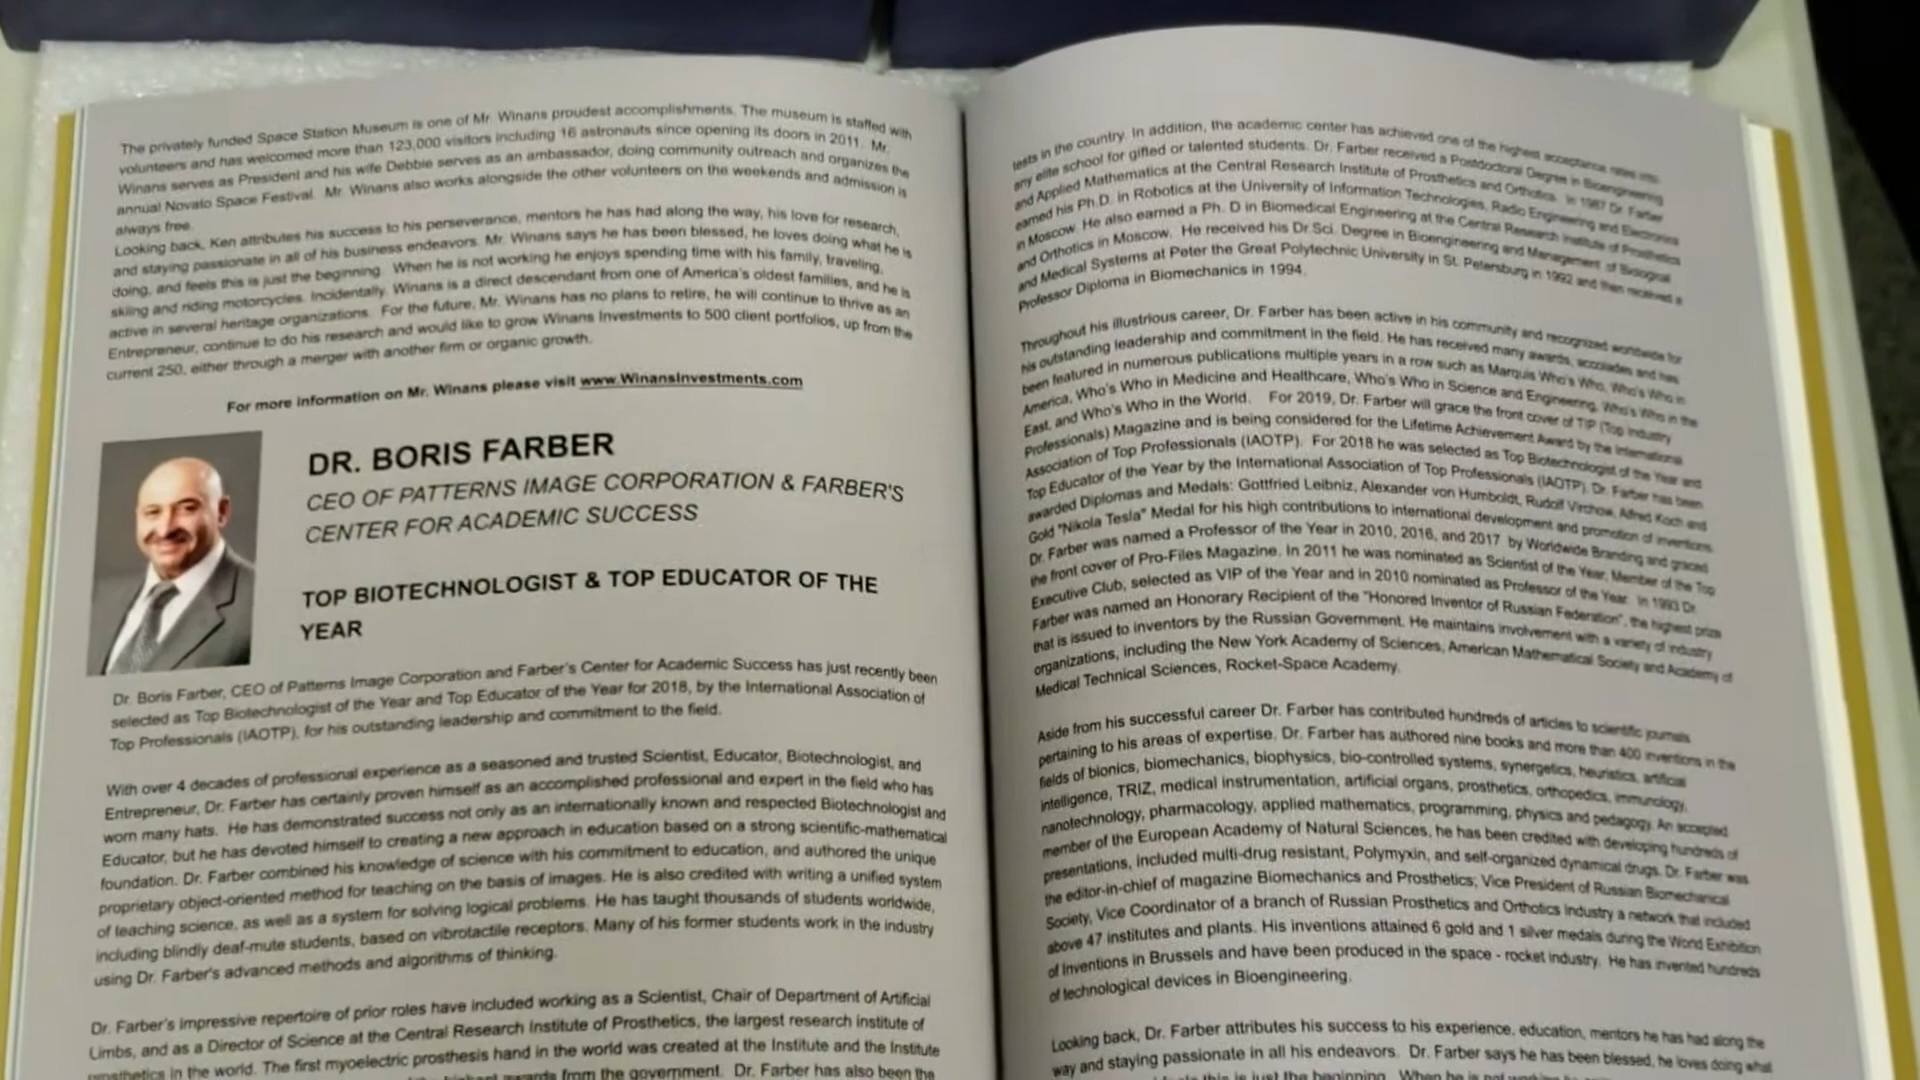 The privately funded Space Station Museum is one of Mr. Winans proudest accomplishments. The museum is staffed with
volunteers and has welcomed more than 123,000 visitors including 16 astronauts since opening its doors in 2011. Mr.
Winans serves as President and his wife Debbie serves as an ambassador, doing community outreach and organizes the
annual Novato Space Festival. Mr. Winans also works alongside the other volunteers on the weekends and admission is
always free.
Looking back, Ken attributes his success to his perseverance, mentors he has had along the way, his love for research,
and staying passionate in all of his business endeavors. Mr. Winans says he has been blessed, he loves doing what he is
doing, and feels this is just the beginning. When he is not working he enjoys spending time with his family, traveling,
skiing and riding motorcycles. Incidentally. Winans is a direct descendant from one of America's oldest families, and he is
active in several heritage organizations. For the future, Mr. Winans has no plans to retire, he will continue to thrive as an
Entrepreneur, continue to do his research and would like to grow Winans Investments to 500 client portfolios, up from the
current 250, either through a merger with another firm or organic growth.
For more information on Mr. Winans please visit www.WinansInvestments.com
DR. BORIS FARBER
CEO OF PATTERNS IMAGE CORPORATION & FARBER'S
CENTER FOR ACADEMIC SUCCESS
TOP BIOTECHNOLOGIST & TOP EDUCATOR OF THE
YEAR
Dr. Boris Farber, CEO of Patterns Image Corporation and Farber's Center for Academic Success has just recently been
selected as Top Biotechnologist of the Year and Top Educator of the Year for 2018, by the International Association of
Top Professionals (IAOTP), for his outstanding leadership and commitment to the field.
With over 4 decades of professional experience as a seasoned and trusted Scientist, Educator, Biotechnologist, and
Entrepreneur, Dr. Farber has certainly proven himself as an accomplished professional and expert in the field who has
worn many hats. He has demonstrated success not only as an internationally known and respected Biotechnologist and
Educator, but he has devoted himself to creating a new approach in education based on a strong scientific-mathematical
foundation. Dr. Farber combined his knowledge of science with his commitment to education, and authored the unique
proprietary object-oriented method for teaching on the basis of images. He is also credited with writing a unified system
of teaching science, as well as a system for solving logical problems. He has taught thousands of students worldwide,
including blindly deaf-mute students, based on vibrotactile receptors. Many of his former students work in the industry
using Dr. Farber's advanced methods and algorithms of thinking.
Dr. Farber's impressive repertoire of prior roles have included working as a Scientist, Chair of Department of Artificial
Limbs, and as a Director of Science at the Central Research Institute of Prosthetics, the largest research institute of
prosthetics in the world. The first myoelectric prosthesis hand in the world was created at the Institute and the Institute
awards from the government. Dr. Farber has also been the
tests in the country. In addition, the academic center has achieved one of the highest acceptance rates into
any elite school for gifted or talented students. Dr. Farber received a Postdoctoral Degree in Bioengineering
and Applied Mathematics at the Central Research Institute of Prosthetics and Orthotics. In 1987 Dr. Farber
earned his Ph.D. in Robotics at the University of Information Technologies, Radio Engineering and Electronics
in Moscow. He also earned a Ph. D in Biomedical Engineering at the Central Research Institute of Prosthetics
and Orthotics in Moscow. He received his Dr.Sci. Degree in Bioengineering and Management of Biological
and Medical Systems at Peter the Great Polytechnic University in St. Petersburg in 1992 and then received a
Professor Diploma in Biomechanics in 1994.
Throughout his illustrious career, Dr. Farber has been active in his community and recognized worldwide for
his outstanding leadership and commitment in the field. He has received many awards, accolades and has
been featured in numerous publications multiple years in a row such as Marquis Who's Who, Who's Who in
America, Who's Who in Medicine and Healthcare, Who's Who in Science and Engineering, Who's Who in the
East, and Who's Who in the World. For 2019, Dr. Farber will grace the front cover of TIP (Top Industry
Professionals) Magazine and is being considered for the Lifetime Achievement Award by the International
Association of Top Professionals (IAOTP). For 2018 he was selected as Top Biotechnologist of the Year and
Top Educator of the Year by the International Association of Top Professionals (IAOTP). Dr. Farber has been
awarded Diplomas and Medals: Gottfried Leibniz, Alexander von Humboldt, Rudolf Virchow, Alfred Koch and
Gold "Nikola Tesla" Medal for his high contributions to international development and promotion of inventions.
Dr. Farber was named a Professor of the Year in 2010, 2016, and 2017 by Worldwide Branding and graced
the front cover of Pro-Files Magazine. In 2011 he was nominated as Scientist of the Year, Member of the Top
Executive Club, selected as VIP of the Year and in 2010 nominated as Professor of the Year. In 1993 Dr.
Farber was named an Honorary Recipient of the "Honored Inventor of Russian Federation", the highest prize
that is issued to inventors by the Russian Government. He maintains involvement with a variety of industry
organizations, including the New York Academy of Sciences, American Mathematical Society and Academy of
Medical Technical Sciences, Rocket-Space Academy.
Aside from his successful career Dr. Farber has contributed hundreds of articles to scientific journals
pertaining to his areas of expertise. Dr. Farber has authored nine books and more than 400 inventions in the
fields of bionics, biomechanics, biophysics, bio-controlled systems, synergetics, heuristics, artificial
intelligence, TRIZ, medical instrumentation, artificial organs, prosthetics, orthopedics, immunology,
nanotechnology, pharmacology, applied mathematics, programming, physics and pedagogy. An accepted
member of the European Academy of Natural Sciences, he has been credited with developing hundreds of
presentations, included multi-drug resistant, Polymyxin, and self-organized dynamical drugs. Dr. Farber was
the editor-in-chief of magazine Biomechanics and Prosthetics; Vice President of Russian Biomechanical
Society, Vice Coordinator of a branch of Russian Prosthetics and Orthotics Industry a network that included
above 47 institutes and plants. His inventions attained 6 gold and 1 silver medals during the World Exhibition
of Inventions in Brussels and have been produced in the space - rocket industry. He has invented hundreds
of technological devices in Bioengineering.
Looking back, Dr. Farber attributes his success to his experience, education, mentors he has had along the
way and staying passionate in all his endeavors. Dr. Farber says he has been blessed, he loves doing what
this is just the beginning. When he is not working